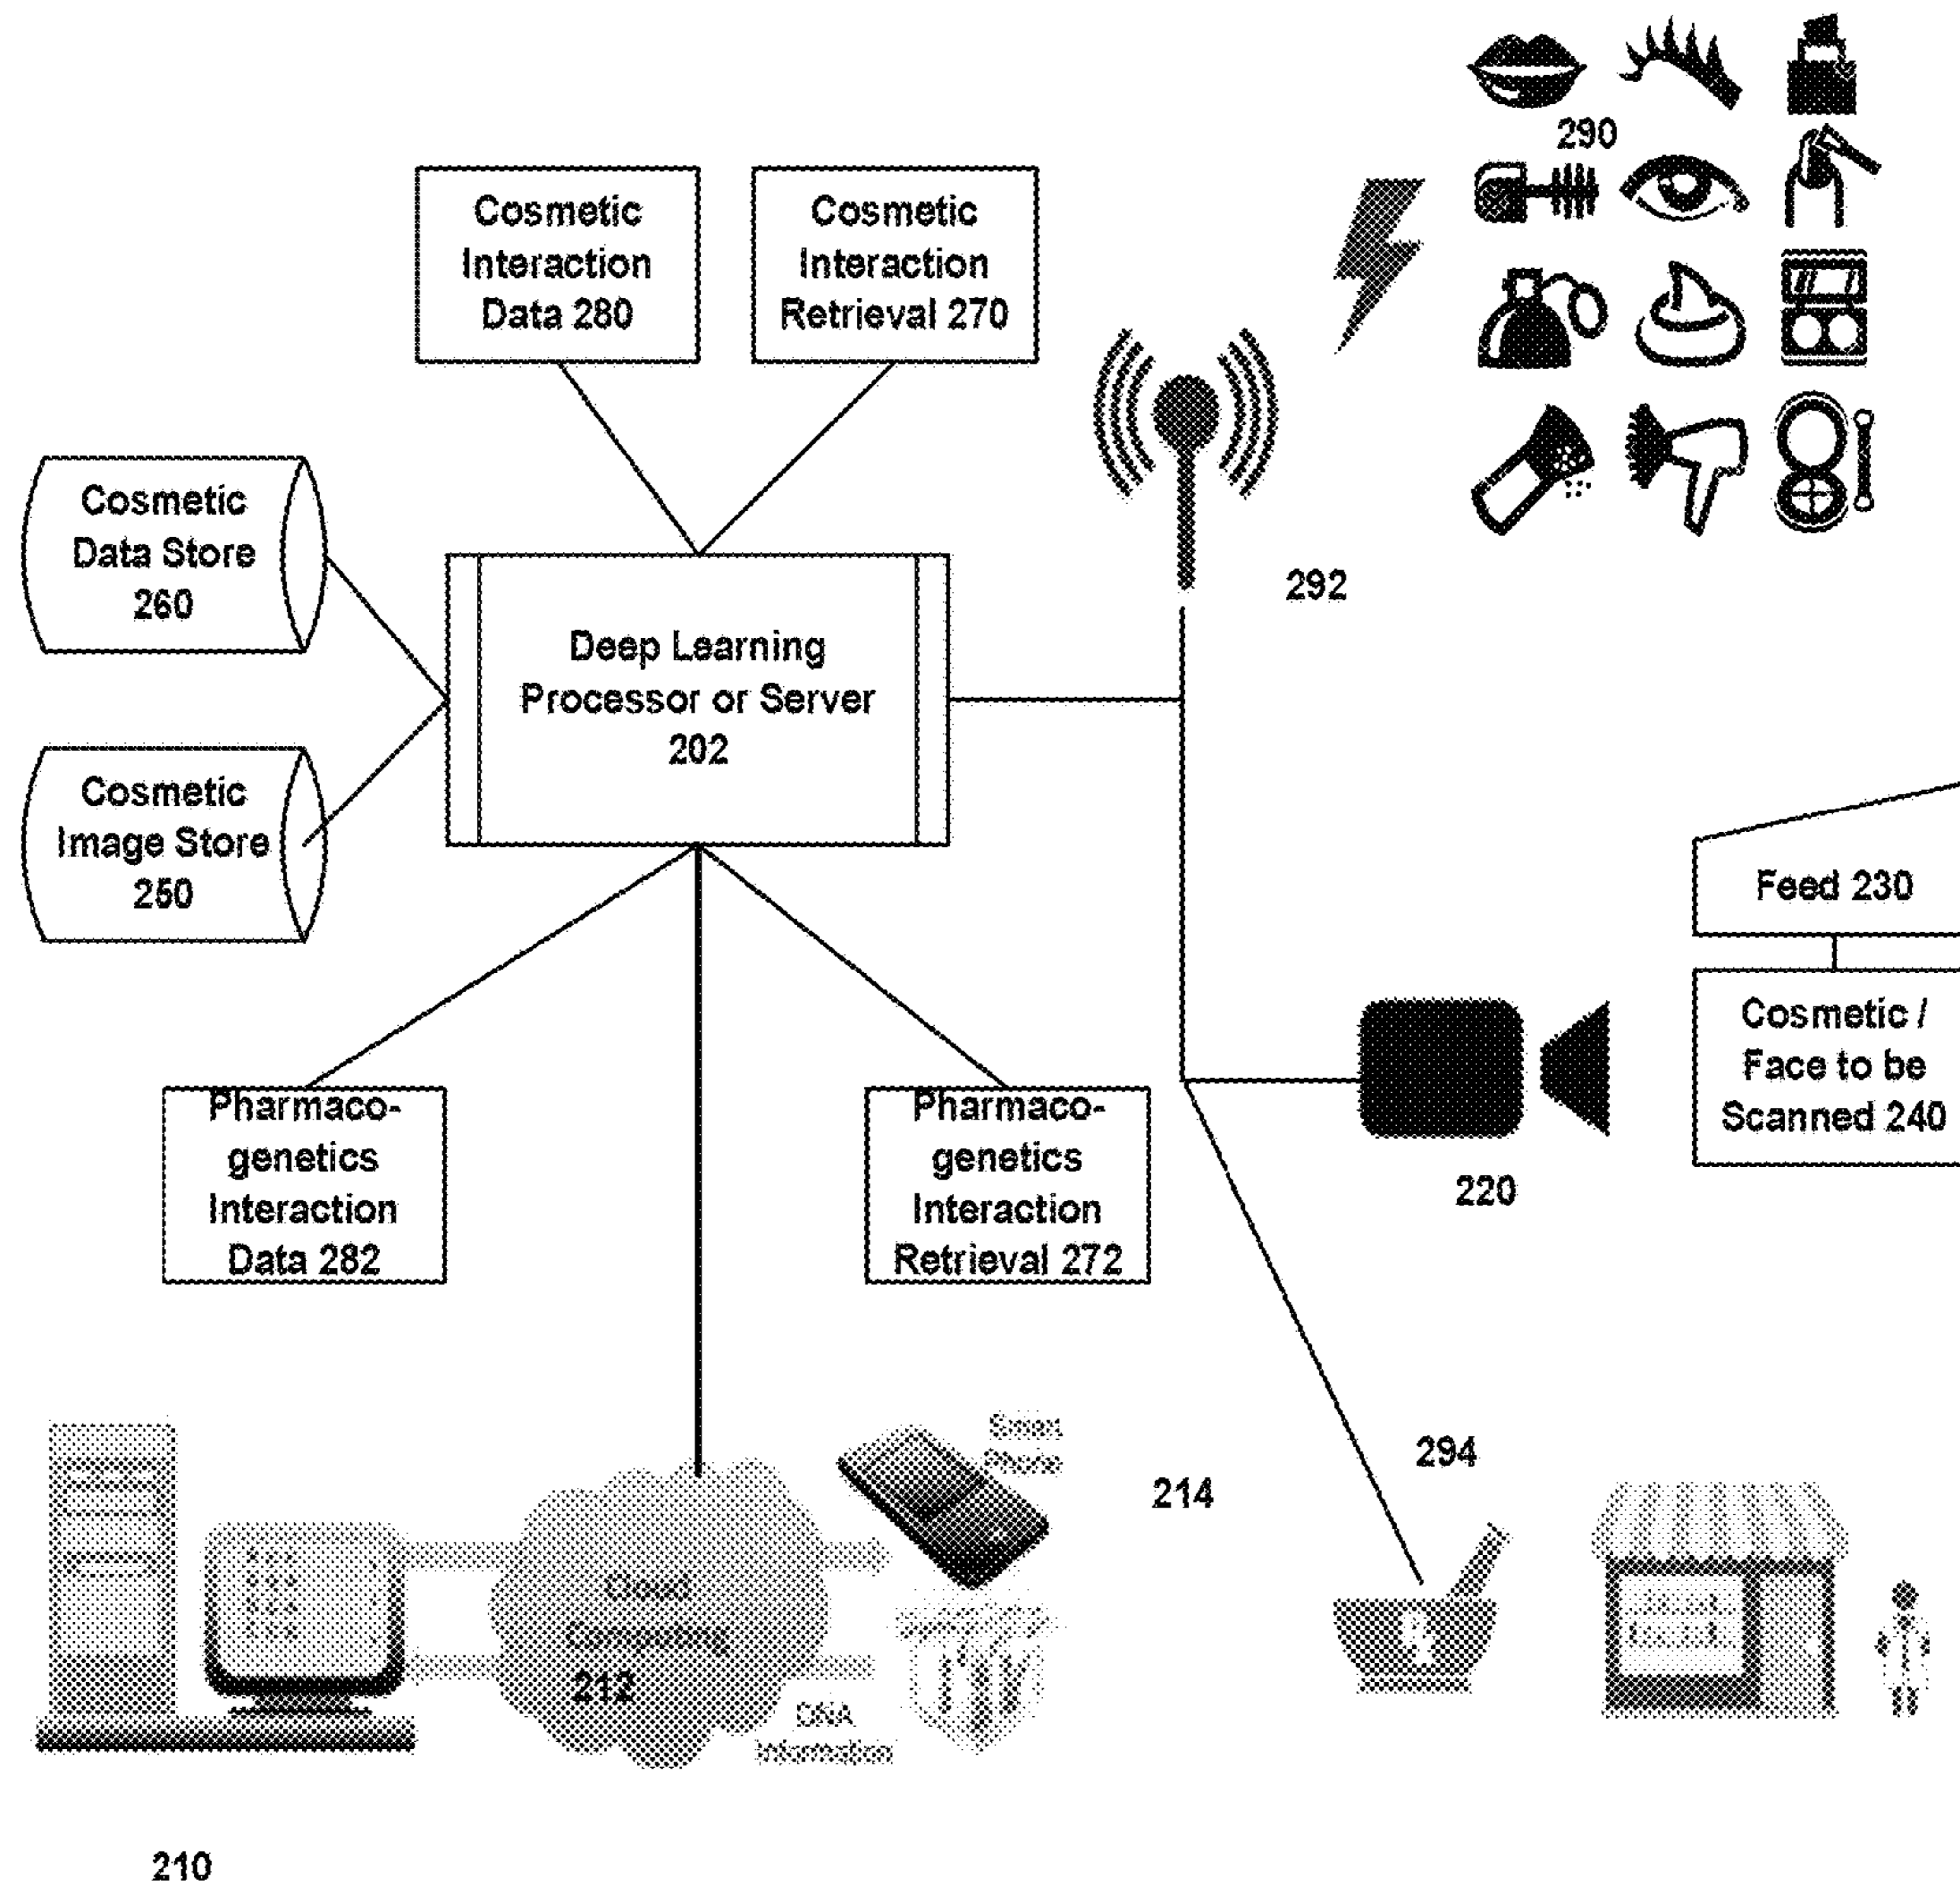 290
Cosmetic
Interaction
Data 280
Cosmetic
Interaction
Retrieval 270
Cosmetic
Data Store
260
292
Deep Learning
Processor or Server
202
Cosmetic
Image Store
250
Feed 230
Cosmetic /
Face to be
Scanned 240
Pharmaco-
genetics
Interaction
Data 282
Pharmaco-
genetics
Interaction
Retrieval 272
220
Smart
Phone
294
214
Cloud
Computing
212
DNA
Information
210